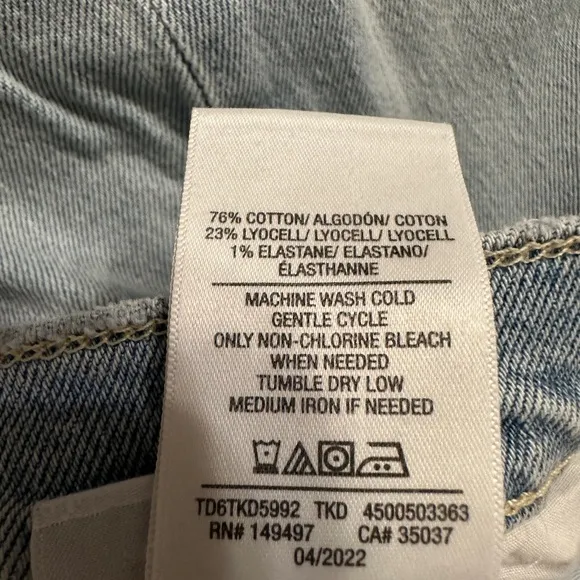 76% COTTON/ ALGODÓN/ COTON
23% LYOCELL/ LYOCELL/ LYOCELL
1% ELASTANE/ ELASTANO/
ÉLASTHANNE
MACHINE WASH COLD
GENTLE CYCLE
ONLY NON-CHLORINE BLEACH
WHEN NEEDED
TUMBLE DRY LOW
MEDIUM IRON IF NEEDED
TD6TKD5992 TKD 4500503363
RN# 149497 CA# 35037
04/2022